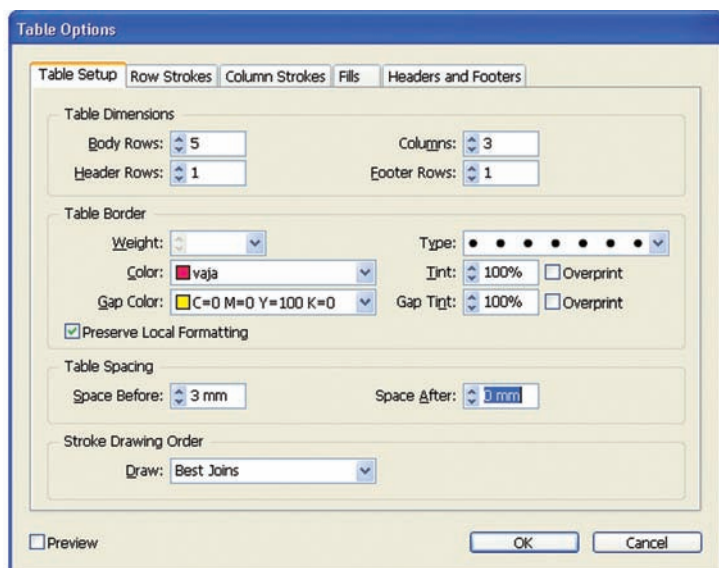 Table Options
Table Setup Row Strokes Column Strokes Fills Headers and Footers
Table Dimensions
Body Rows: 5 Columns: 3
Header Rows: 1 Footer Rows: 1
Table Border
Weight: Type:
Color: vaja Tint: 100% Overprint
Gap Color: C=0 M=0 Y=100 K=0 Gap Tint: 100% Overprint
Preserve Local Formatting
Table Spacing
Space Before: 3 mm Space After: 0 mm
Stroke Drawing Order
Draw: Best Joins
Preview OK Cancel